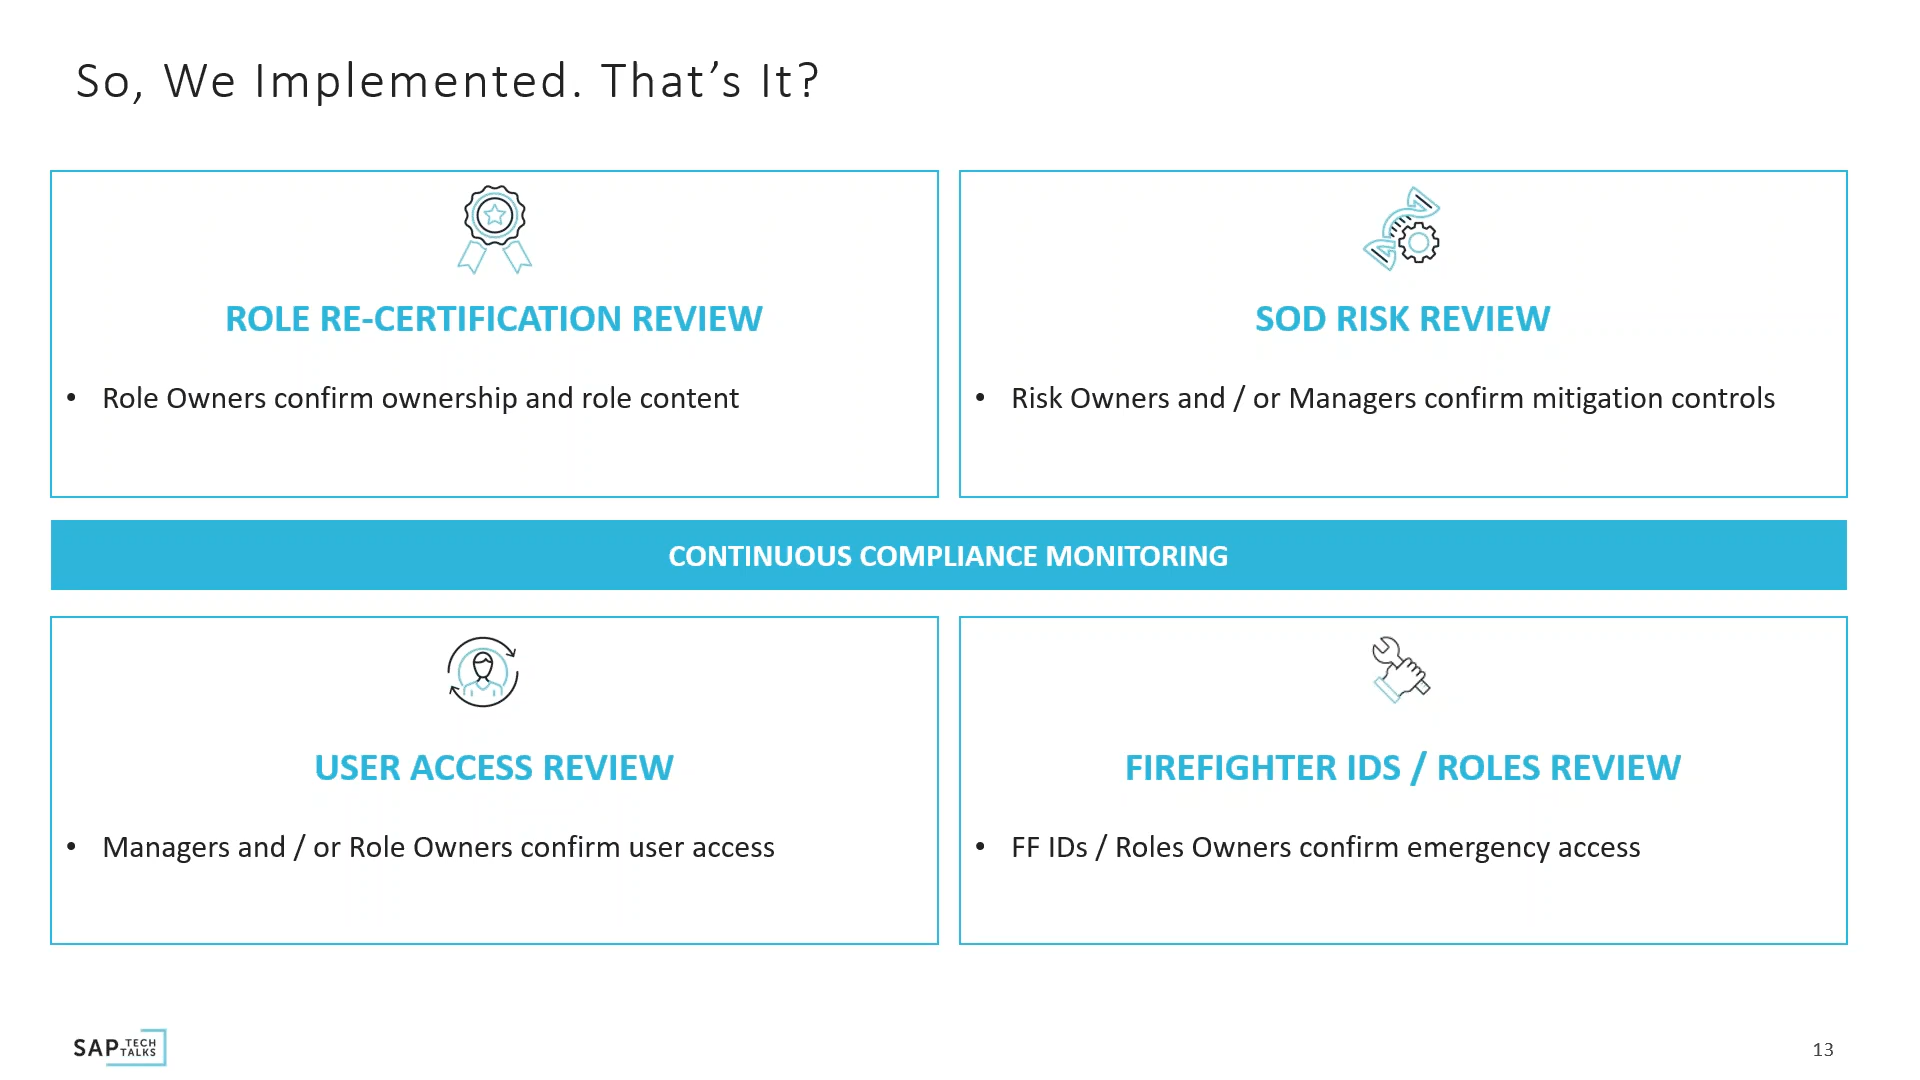 So, We Implemented. That’s It?
ROLE RE-CERTIFICATION REVIEW
• Role Owners confirm ownership and role content
SOD RISK REVIEW
• Risk Owners and / or Managers confirm mitigation controls
CONTINUOUS COMPLIANCE MONITORING
USER ACCESS REVIEW
• Managers and / or Role Owners confirm user access
FIREFIGHTER IDS / ROLES REVIEW
• FF IDs / Roles Owners confirm emergency access
SAP TECH
TALKS
13